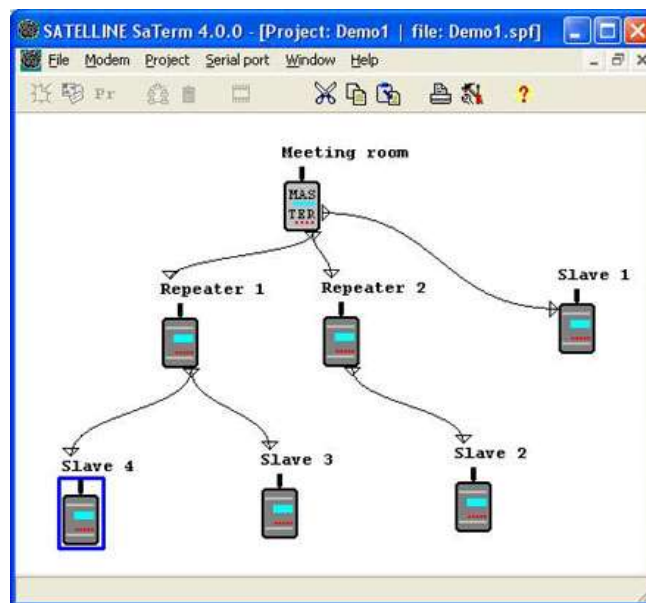 SATELLINE SaTerm 4.0.0 - [Project: Demo1 | file: Demo1.spf]
File Modem Project Serial port Window Help
Pr ?
Meeting room
MAS
TER
Slave 1
Repeater 1 Repeater 2
Slave 2
Slave 3
Slave 4